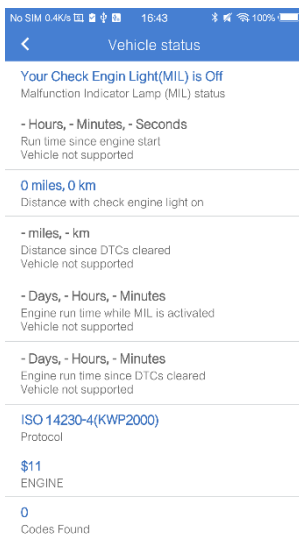 No SIM 0.4K/s 16:43 100%
Vehicle status
Your Check Engin Light(MIL) is Off
Malfunction Indicator Lamp (MIL) status
- Hours, - Minutes, - Seconds
Run time since engine start
Vehicle not supported
0 miles, 0 km
Distance with check engine light on
- miles, - km
Distance since DTCs cleared
Vehicle not supported
- Days, - Hours, - Minutes
Engine run time while MIL is activated
Vehicle not supported
- Days, - Hours, - Minutes
Engine run time since DTCs cleared
Vehicle not supported
ISO 14230-4(KWP2000)
Protocol
$11
ENGINE
0
Codes Found